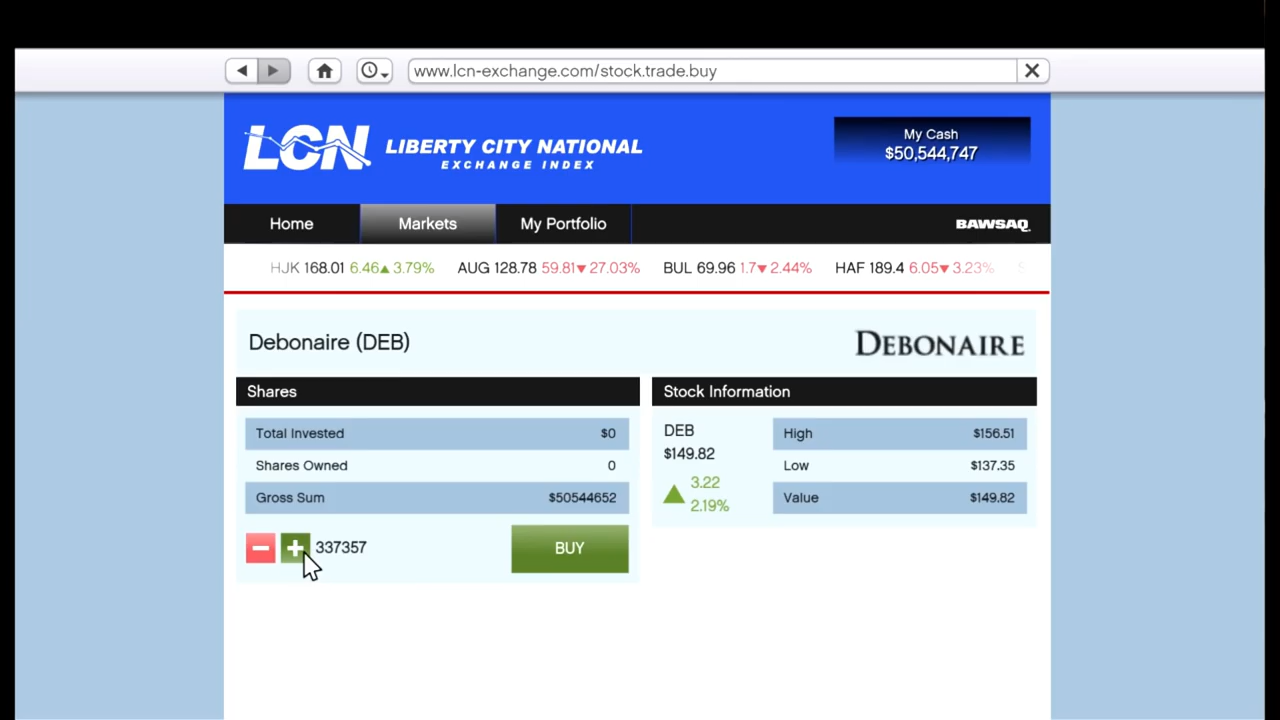 www.lcn-exchange.com/stock.trade.buy
LCN LIBERTY CITY NATIONAL
EXCHANGE INDEX
My Cash
$50,544,747
Home Markets My Portfolio BAWSAQ
HJK 168.01 6.46▲3.79% AUG 128.78 59.81▼27.03% BUL 69.96 1.7▼2.44% HAF 189.4 6.05▼3.23%
Debonaire (DEB) DEBONAIRE
Shares
Total Invested $0
Shares Owned 0
Gross Sum $50544652
337357 BUY
Stock Information
DEB
$149.82
3.22
2.19%
High $156.51
Low $137.35
Value $149.82